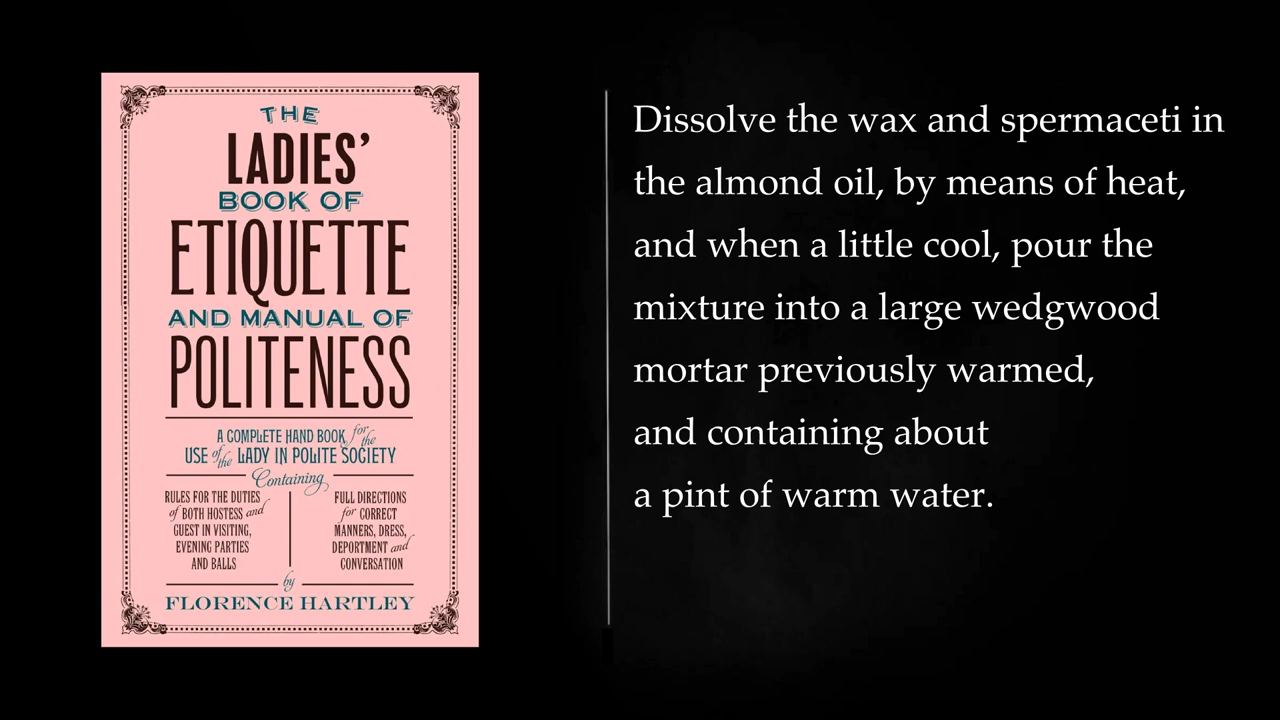 THE
LADIES'
BOOK OF
ETIQUETTE
AND MANUAL OF
POLITENESS
A COMPLETE HAND BOOK for the
USE of the LADY IN POLITE SOCIETY
Containing
RULES FOR THE DUTIES
of BOTH HOSTESS and
GUEST IN VISITING,
EVENING PARTIES
AND BALLS
FULL DIRECTIONS
for CORRECT
MANNERS, DRESS,
DEPORTMENT and
CONVERSATION
by
FLORENCE HARTLEY
Dissolve the wax and spermaceti in
the almond oil, by means of heat,
and when a little cool, pour the
mixture into a large wedgwood
mortar previously warmed,
and containing about
a pint of warm water.